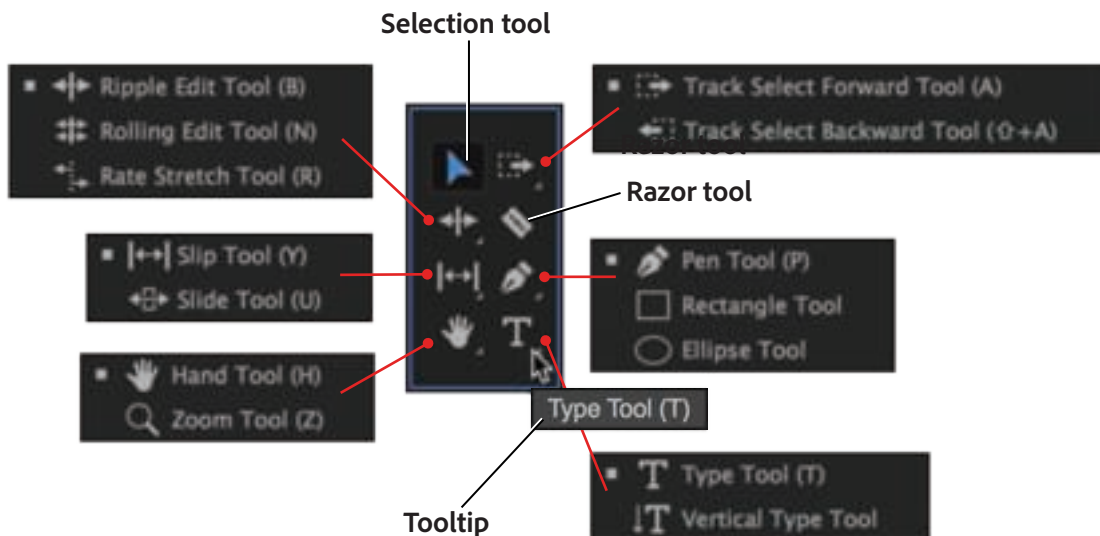 Selection tool
Ripple Edit Tool (B)
Rolling Edit Tool (N)
Rate Stretch Tool (R)
Track Select Forward Tool (A)
Track Select Backward Tool (⇧+A)
Razor tool
Slip Tool (Y)
Slide Tool (U)
Pen Tool (P)
Rectangle Tool
Ellipse Tool
Hand Tool (H)
Zoom Tool (Z)
T
Type Tool (T)
T Type Tool (T)
↓T Vertical Type Tool
Tooltip